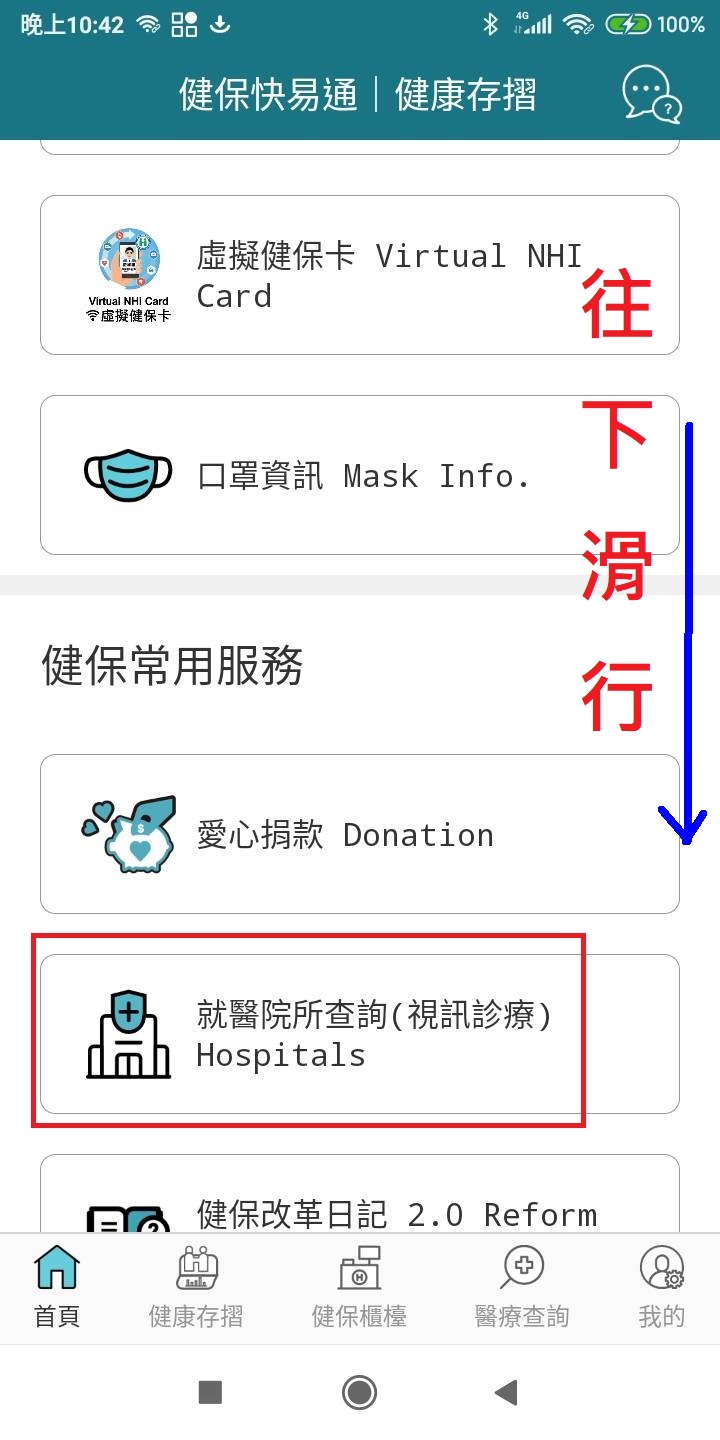 晚上10:42
4G
100%
健保快易通｜健康存摺
Virtual NHI Card
虛擬健保卡
虛擬健保卡 Virtual NHI
Card
口罩資訊 Mask Info.
往
下
滑
行
健保常用服務
愛心捐款 Donation
就醫院所查詢(視訊診療)
Hospitals
健保改革日記 2.0 Reform
首頁
健康存摺
健保櫃檯
醫療查詢
我的